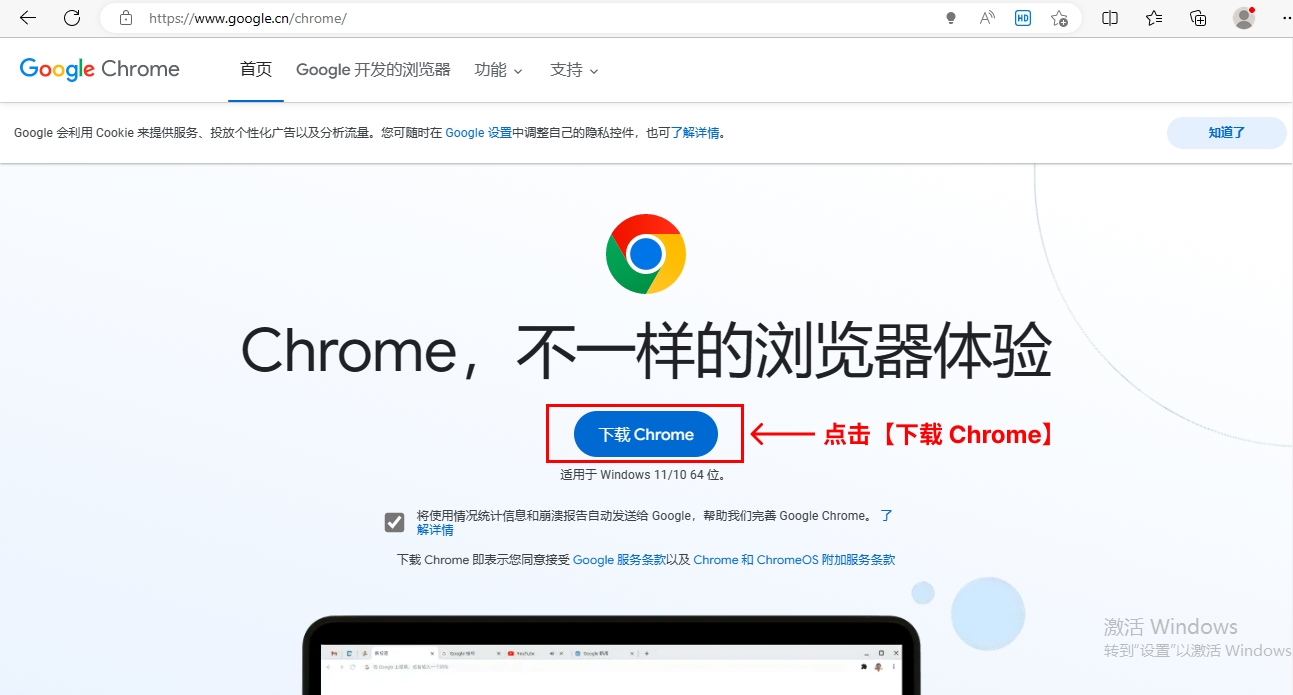 https://www.google.cn/chrome/
HD
Google Chrome
首页
Google 开发的浏览器
功能
支持
Google 会利用 Cookie 来提供服务、投放个性化广告以及分析流量。您可随时在 Google 设置中调整自己的隐私控件，也可了解详情。
知道了
Chrome，不一样的浏览器体验
下载 Chrome
点击【下载 Chrome】
适用于 Windows 11/10 64 位。
将使用情况统计信息和崩溃报告自动发送给 Google，帮助我们完善 Google Chrome。 了
解详情
下载 Chrome 即表示您同意接受 Google 服务条款以及 Chrome 和 ChromeOS 附加服务条款
新标签
YouTube
激活 Windows
转到"设置"以激活 Windows